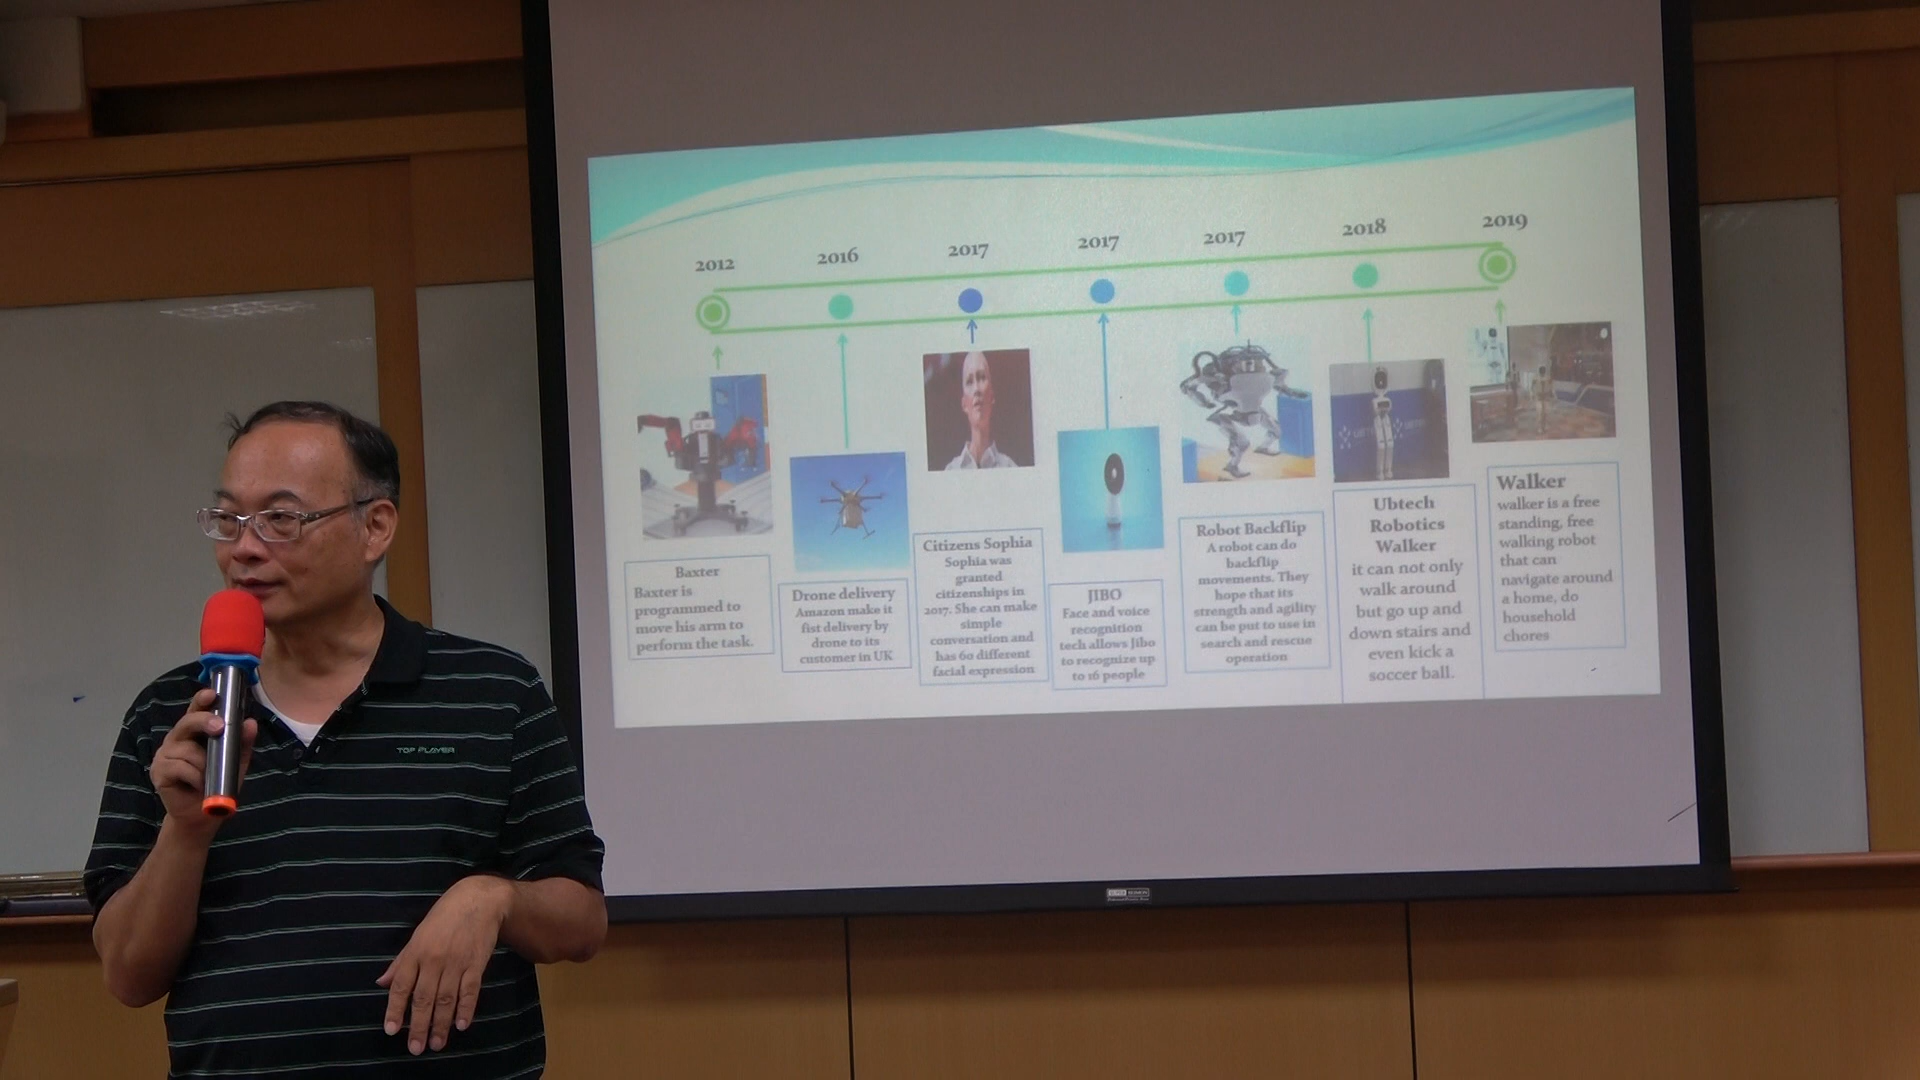 2012
2016
2017
2017
2017
2018
2019
Baxter
Baxter is
programmed to
move his arm to
perform the task.
Drone delivery
Amazon make it
fist delivery by
drone to its
customer in UK
Citizens Sophia
Sophia was
granted
citizenships in
2017. She can make
simple
conversation and
has 60 different
facial expression
JIBO
Face and voice
recognition
tech allows Jibo
to recognize up
to 16 people
Robot Backflip
A robot can do
backflip
movements. They
hope that its
strength and agility
can be put to use in
search and rescue
operation
Ubtech
Robotics
Walker
it can not only
walk around
but go up and
down stairs and
even kick a
soccer ball.
Walker
walker is a free
standing, free
walking robot
that can
navigate around
a home, do
household
chores
TOP PLAYER